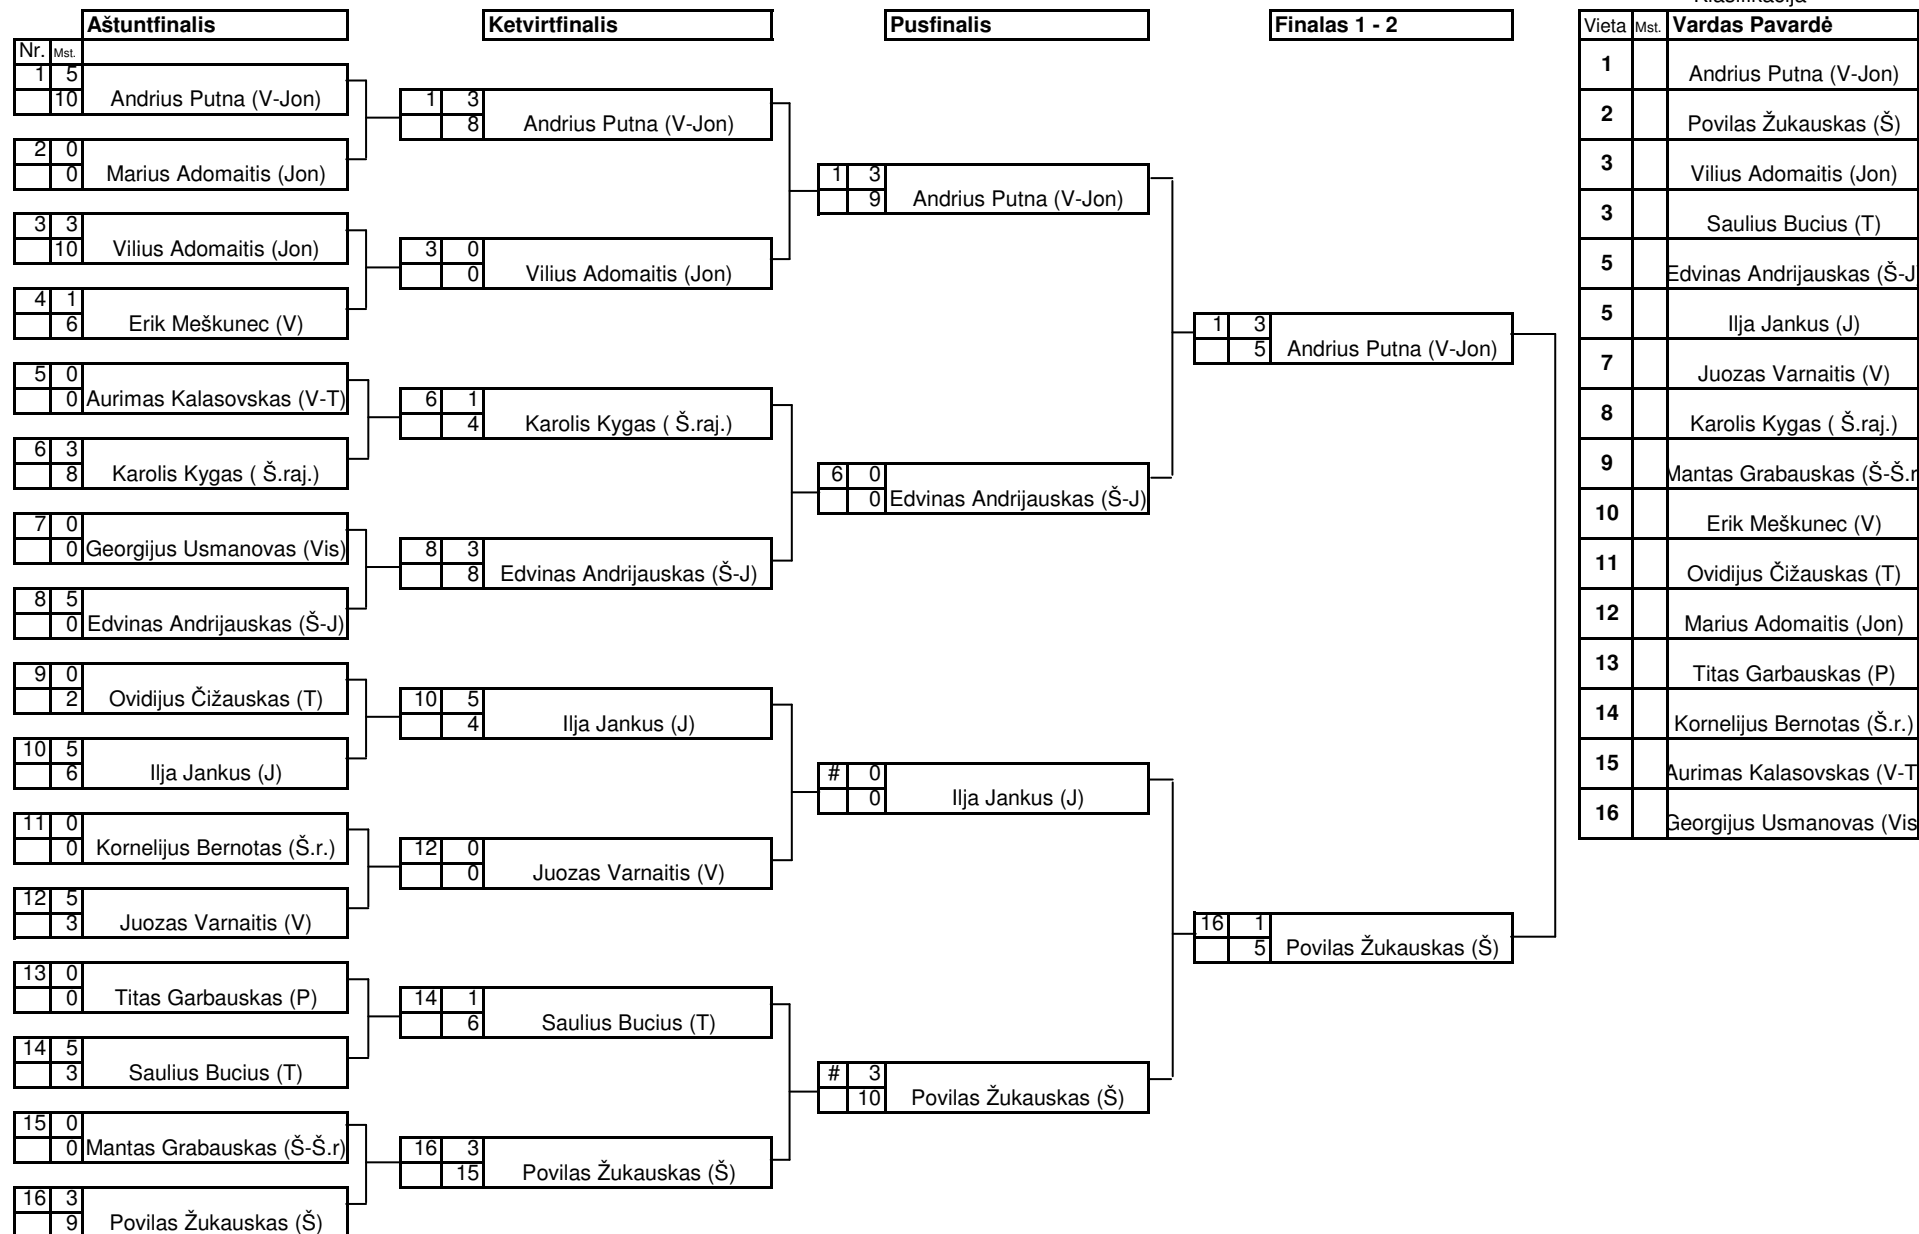 Klasifikacija
Aštuntfinalis Ketvirtfinalis Pusfinalis Finalas 1 - 2 Vieta Mst. Vardas Pavardė
Nr. Mst.
1 5
10 Andrius Putna (V-Jon)
2 0
0 Marius Adomaitis (Jon)
3 3
10 Vilius Adomaitis (Jon)
4 1
6 Erik Meškunec (V)
5 0
0 Aurimas Kalasovskas (V-T)
6 3
8 Karolis Kygas ( Š.raj.)
7 0
0 Georgijus Usmanovas (Vis)
8 5
0 Edvinas Andrijauskas (Š-J)
9 0
2 Ovidijus Čižauskas (T)
10 5
6 Ilja Jankus (J)
11 0
0 Kornelijus Bernotas (Š.r.)
12 5
3 Juozas Varnaitis (V)
13 0
0 Titas Garbauskas (P)
14 5
3 Saulius Bucius (T)
15 0
0 Mantas Grabauskas (Š-Š.r)
16 3
9 Povilas Žukauskas (Š)
1 3
8 Andrius Putna (V-Jon)
3 0
0 Vilius Adomaitis (Jon)
6 1
4 Karolis Kygas ( Š.raj.)
8 3
8 Edvinas Andrijauskas (Š-J)
10 5
4 Ilja Jankus (J)
12 0
0 Juozas Varnaitis (V)
14 1
6 Saulius Bucius (T)
16 3
15 Povilas Žukauskas (Š)
1 3
9 Andrius Putna (V-Jon)
6 0
0 Edvinas Andrijauskas (Š-J)
# 0
0 Ilja Jankus (J)
# 3
10 Povilas Žukauskas (Š)
1 3
5 Andrius Putna (V-Jon)
16 1
5 Povilas Žukauskas (Š)
1 Andrius Putna (V-Jon)
2 Povilas Žukauskas (Š)
3 Vilius Adomaitis (Jon)
3 Saulius Bucius (T)
5 Edvinas Andrijauskas (Š-J
5 Ilja Jankus (J)
7 Juozas Varnaitis (V)
8 Karolis Kygas ( Š.raj.)
9 Mantas Grabauskas (Š-Š.r
10 Erik Meškunec (V)
11 Ovidijus Čižauskas (T)
12 Marius Adomaitis (Jon)
13 Titas Garbauskas (P)
14 Kornelijus Bernotas (Š.r.)
15 Aurimas Kalasovskas (V-T
16 Georgijus Usmanovas (Vis